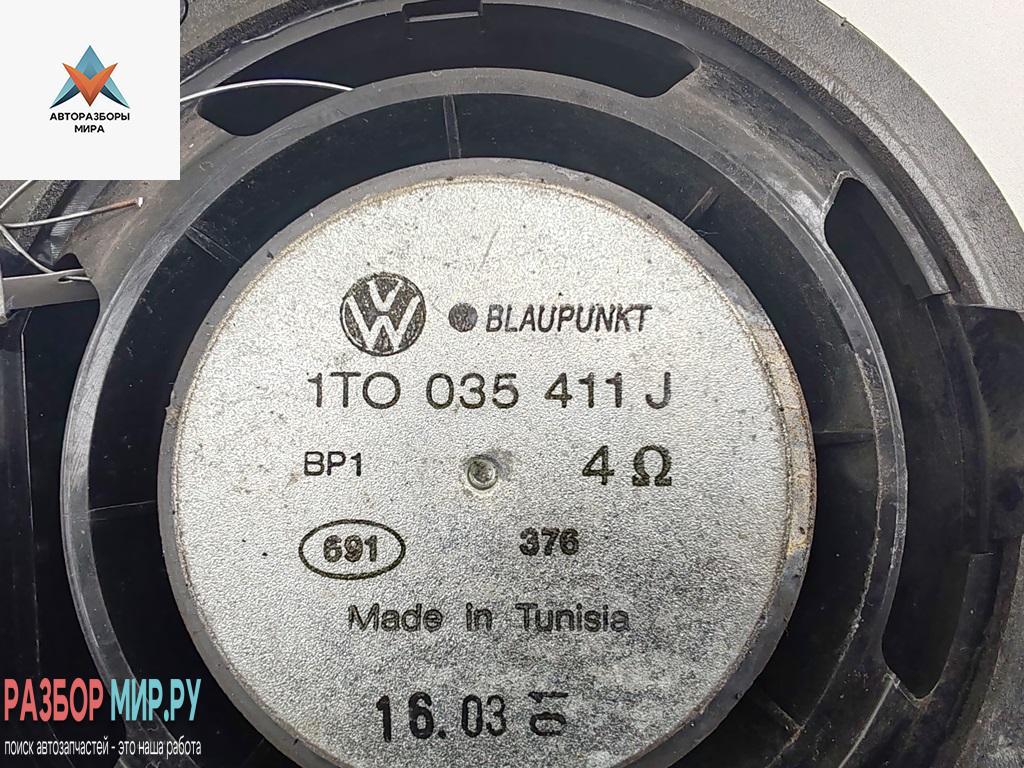 АВТОРАЗБОРЫ
МИРА
BLAUPUNKT
1TO 035 411 J
BP1 4 Ω
691 376
Made in Tunisia
16.03
РАЗБОР МИР.РУ
поиск автозапчастей - это наша работа